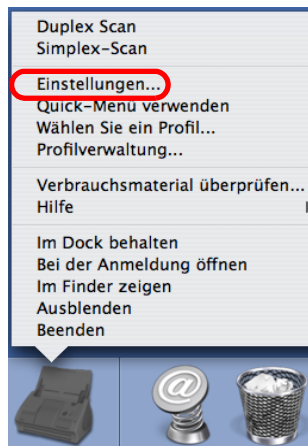 Duplex Scan
Simplex-Scan
Einstellungen...
Quick-Menü verwenden
Wählen Sie ein Profil...
Profilverwaltung...
Verbrauchsmaterial überprüfen...
Hilfe
Im Dock behalten
Bei der Anmeldung öffnen
Im Finder zeigen
Ausblenden
Beenden
@